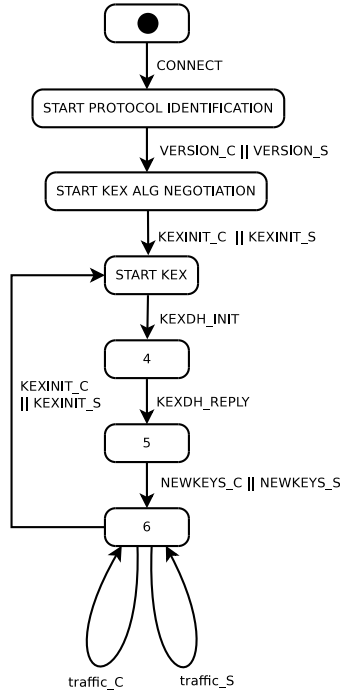 CONNECT
START PROTOCOL IDENTIFICATION
VERSION_C || VERSION_S
START KEX ALG NEGOTIATION
KEXINIT_C || KEXINIT_S
START KEX
KEXDH_INIT
4
KEXINIT_C
|| KEXINIT_S
KEXDH_REPLY
5
NEWKEYS_C || NEWKEYS_S
6
traffic_C
traffic_S